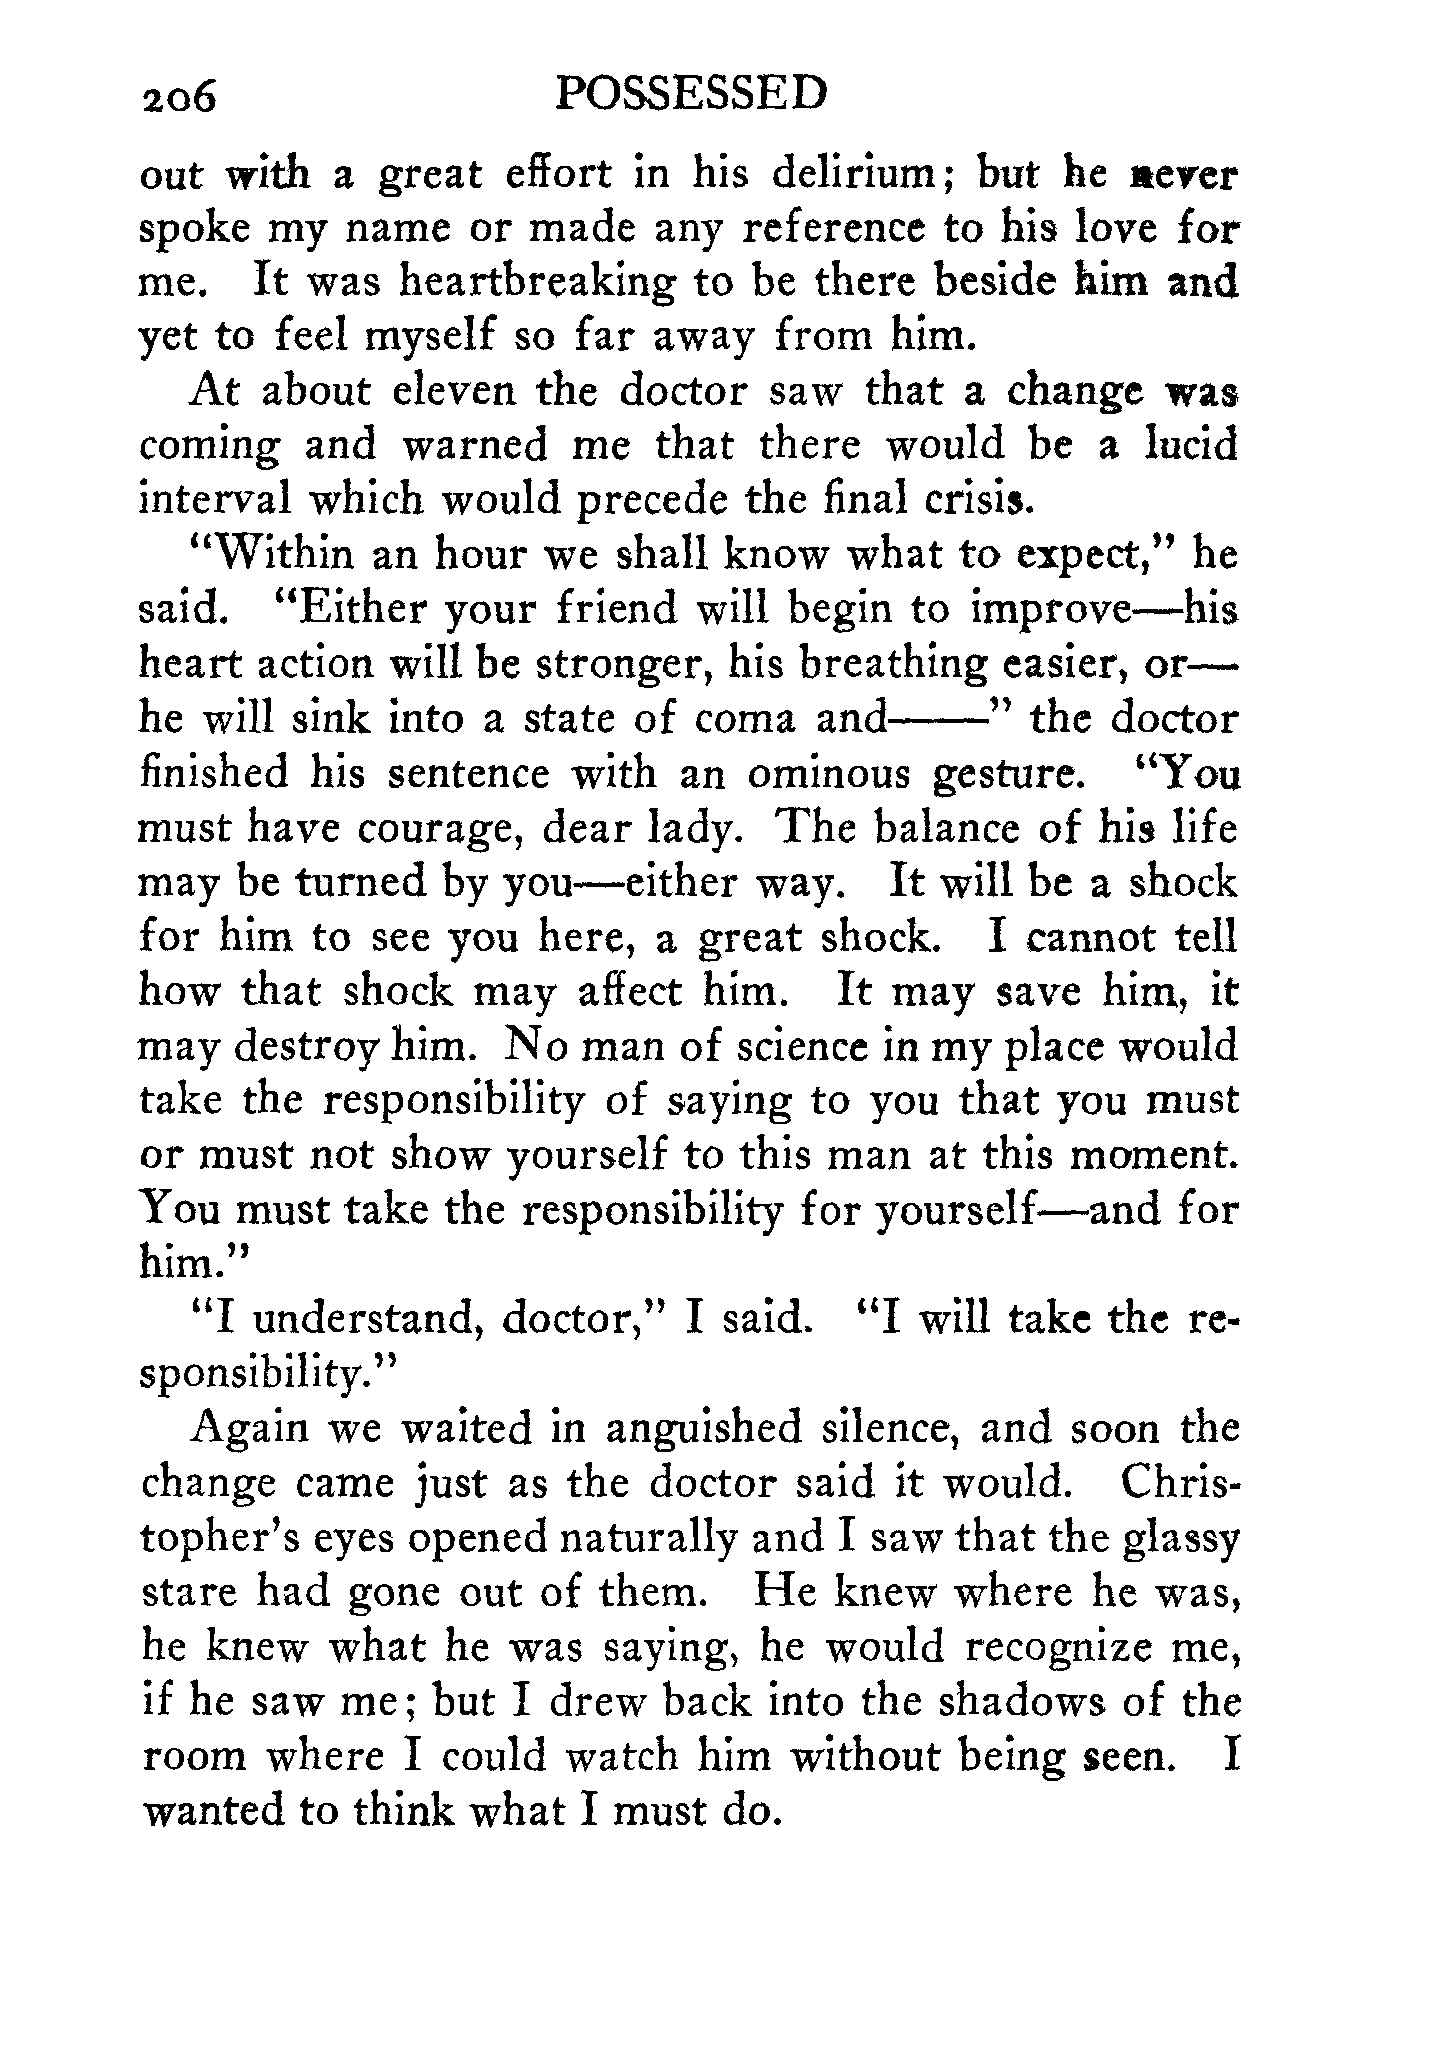 206 POSSESSED
out with a great effort in his delirium; but he never
spoke my name or made any reference to his love for
me. It was heartbreaking to be there beside him and
yet to feel myself so far away from him.
At about eleven the doctor saw that a change was
coming and warned me that there would be a lucid
interval which would precede the final crisis.
“Within an hour we shall know what to expect,” he
said. “Either your friend will begin to improve—his
heart action will be stronger, his breathing easier, or—
he will sink into a state of coma and——” the doctor
finished his sentence with an ominous gesture. “You
must have courage, dear lady. The balance of his life
may be turned by you—either way. It will be a shock
for him to see you here, a great shock. I cannot tell
how that shock may affect him. It may save him, it
may destroy him. No man of science in my place would
take the responsibility of saying to you that you must
or must not show yourself to this man at this moment.
You must take the responsibility for yourself—and for
him.”
“I understand, doctor,” I said. “I will take the re-
sponsibility.”
Again we waited in anguished silence, and soon the
change came just as the doctor said it would. Chris-
topher’s eyes opened naturally and I saw that the glassy
stare had gone out of them. He knew where he was,
he knew what he was saying, he would recognize me,
if he saw me; but I drew back into the shadows of the
room where I could watch him without being seen. I
wanted to think what I must do.